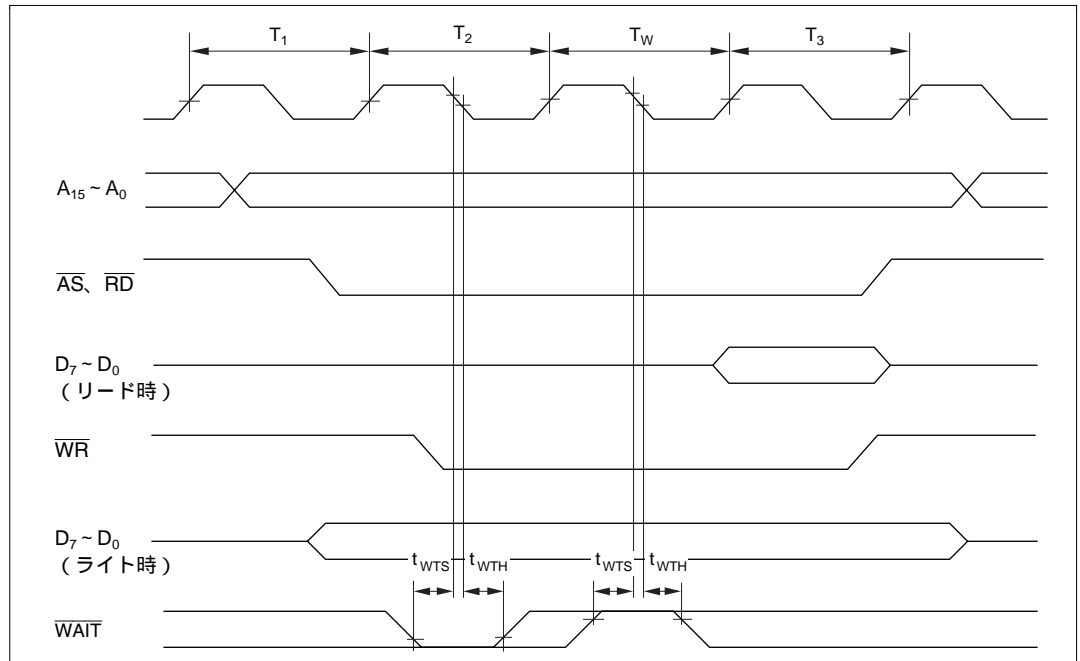 T1 T2 TW T3
A15 ~ A0
AS、RD
D7 ~ D0
（リード時）
WR
D7 ~ D0
（ライト時）
tWTS tWTH tWTS tWTH
WAIT